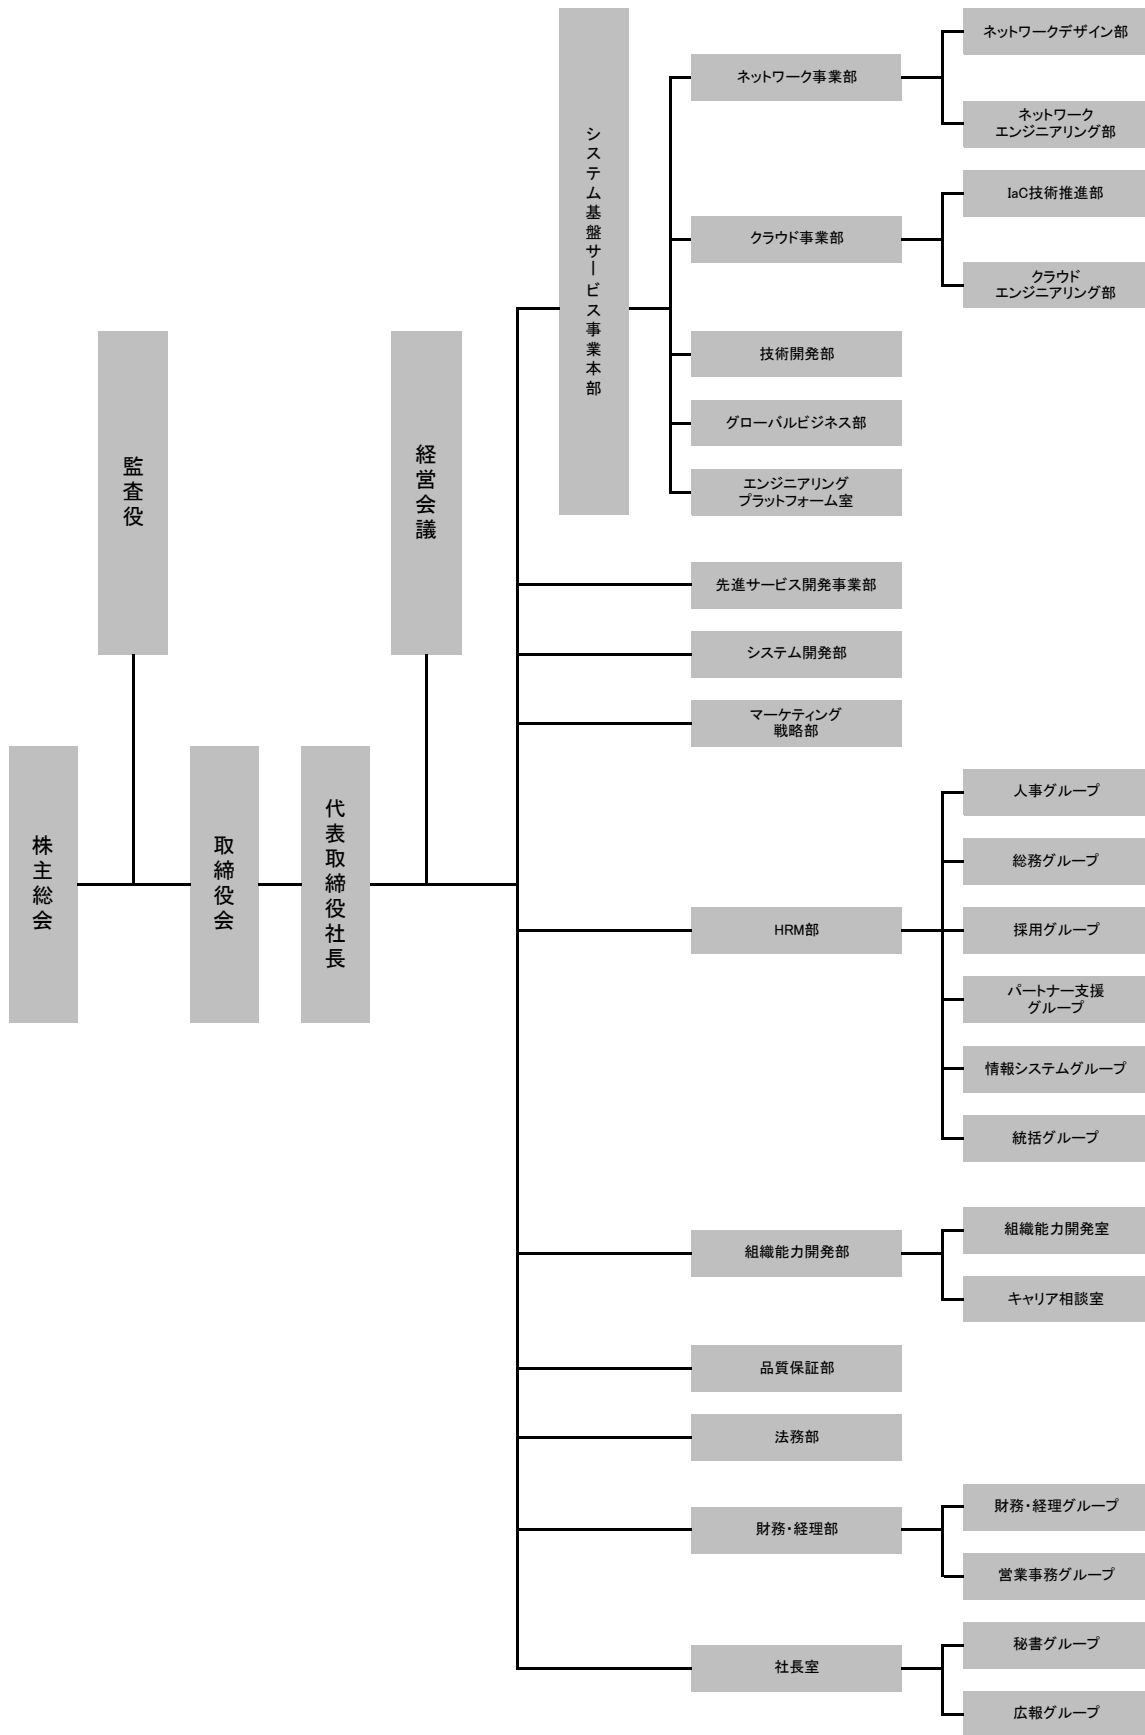 株主総会
監査役
取締役会
代表取締役社長
経営会議
システム基盤サービス事業本部
ネットワーク事業部
ネットワークデザイン部
ネットワーク
エンジニアリング部
クラウド事業部
IaC技術推進部
クラウド
エンジニアリング部
技術開発部
グローバルビジネス部
エンジニアリング
プラットフォーム室
先進サービス開発事業部
システム開発部
マーケティング
戦略部
HRM部
人事グループ
総務グループ
採用グループ
パートナー支援
グループ
情報システムグループ
統括グループ
組織能力開発部
組織能力開発室
キャリア相談室
品質保証部
法務部
財務・経理部
財務・経理グループ
営業事務グループ
社長室
秘書グループ
広報グループ